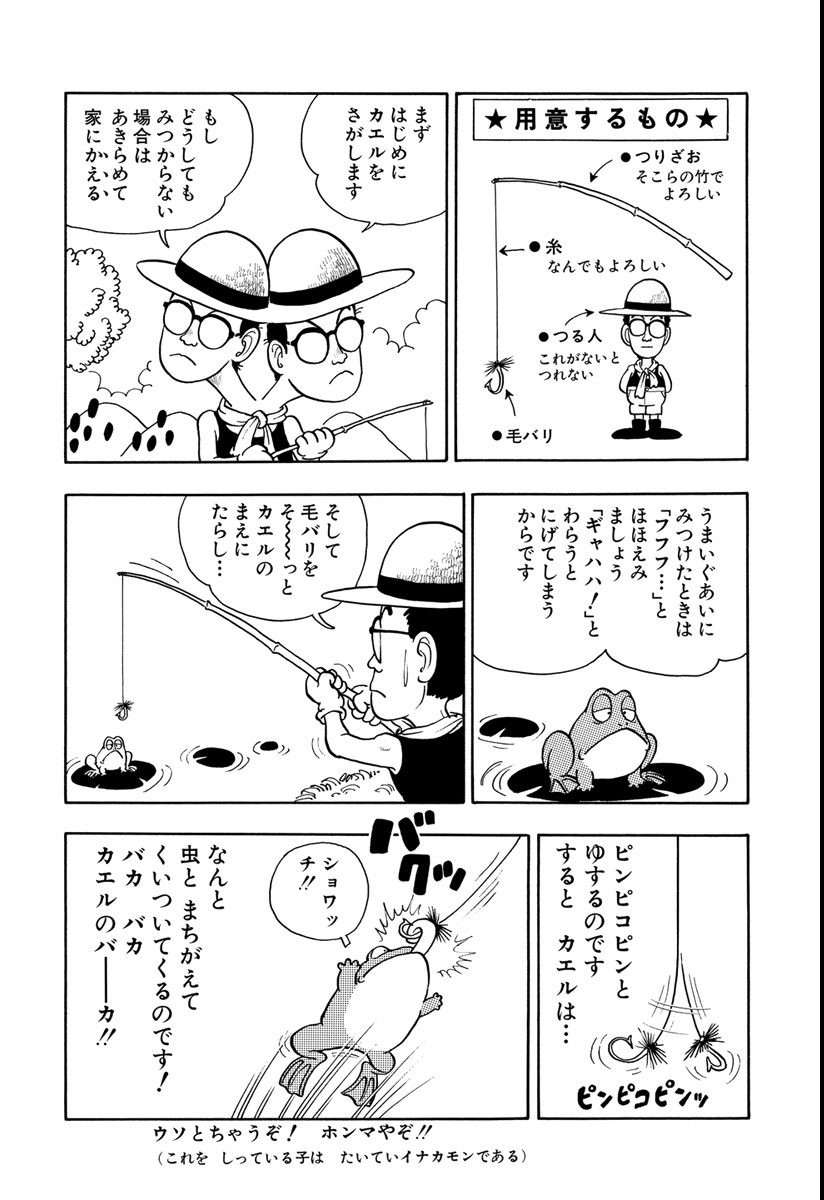 ★用意するもの★
●つりざお
そこらの竹で
よろしい
●糸
なんでもよろしい
●つる人
これがないと
つれない
●毛バリ
まず
はじめに
カエルを
さがします
もし
どうしても
みつからない
場合は
あきらめて
家にかえる、
うまいぐあいに
みつけたときは
「フフフ…」と
ほほえみ
ましょう
「ギャハハ!」と
わらうと
にげてしまう
からです
そして
毛バリを
そ〜〜〜っと
カエルの
まえに
たらし…
ピンピコピンと
ゆするのです
すると カエルは…
ピンピコピンッ
バクッ
ショワッ
チ!!
なんと
虫と まちがえて
くいついてくるのです!
バカ バカ
カエルのバ――カ!!
ウソとちゃうぞ! ホンマやぞ!!
(これを しっている子は たいていイナカモンである)